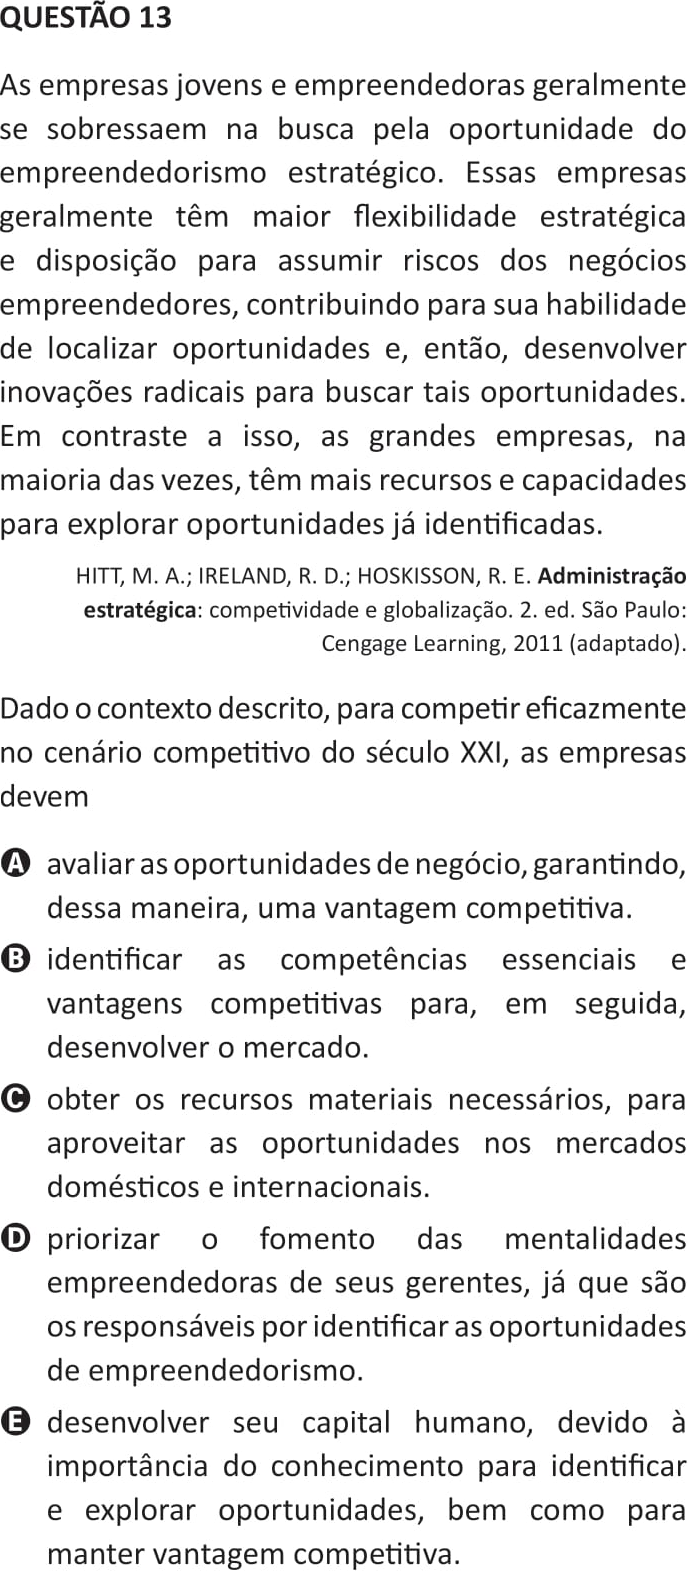 QUESTÃO 13
As empresas jovens e empreendedoras geralmente
se sobressaem na busca pela oportunidade do
empreendedorismo estratégico. Essas empresas
geralmente têm maior flexibilidade estratégica
e disposição para assumir riscos dos negócios
empreendedores, contribuindo para sua habilidade
de localizar oportunidades e, então, desenvolver
inovações radicais para buscar tais oportunidades.
Em contraste a isso, as grandes empresas, na
maioria das vezes, têm mais recursos e capacidades
para explorar oportunidades já identificadas.
HITT, M. A.; IRELAND, R. D.; HOSKISSON, R. E. Administração
estratégica: competividade e globalização. 2. ed. São Paulo:
Cengage Learning, 2011 (adaptado).
Dado o contexto descrito, para competir eficazmente
no cenário competitivo do século XXI, as empresas
devem
A avaliar as oportunidades de negócio, garantindo,
dessa maneira, uma vantagem competitiva.
B identificar as competências essenciais e
vantagens competitivas para, em seguida,
desenvolver o mercado.
C obter os recursos materiais necessários, para
aproveitar as oportunidades nos mercados
domésticos e internacionais.
D priorizar o fomento das mentalidades
empreendedoras de seus gerentes, já que são
os responsáveis por identificar as oportunidades
de empreendedorismo.
E desenvolver seu capital humano, devido à
importância do conhecimento para identificar
e explorar oportunidades, bem como para
manter vantagem competitiva.